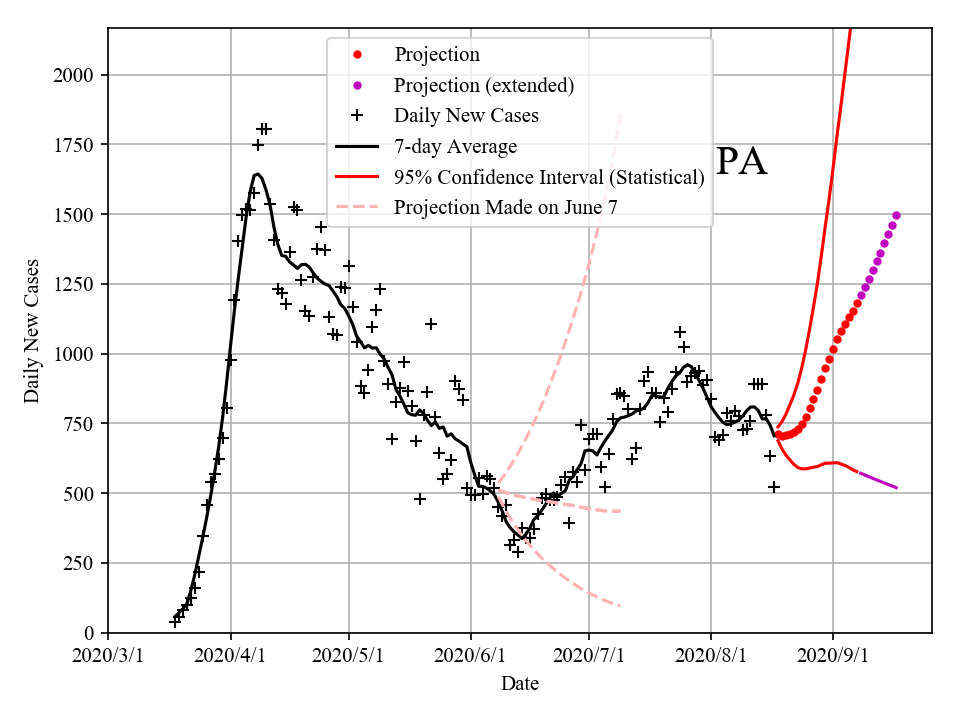 Projection
Projection (extended)
Daily New Cases
7-day Average
95% Confidence Interval (Statistical)
Projection Made on June 7
PA
2000
1750
1500
1250
1000
750
500
250
0
Daily New Cases
2020/3/1 2020/4/1 2020/5/1 2020/6/1 2020/7/1 2020/8/1 2020/9/1
Date